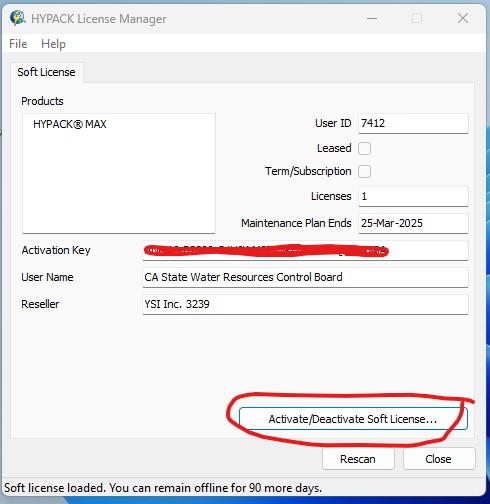 HYPACK License Manager
File Help
Soft License
Products
HYPACK® MAX
User ID 7412
Leased
Term/Subscription
Licenses 1
Maintenance Plan Ends 25-Mar-2025
Activation Key
User Name CA State Water Resources Control Board
Reseller YSI Inc. 3239
Activate/Deactivate Soft License...
Rescan Close
Soft license loaded. You can remain offline for 90 more days.